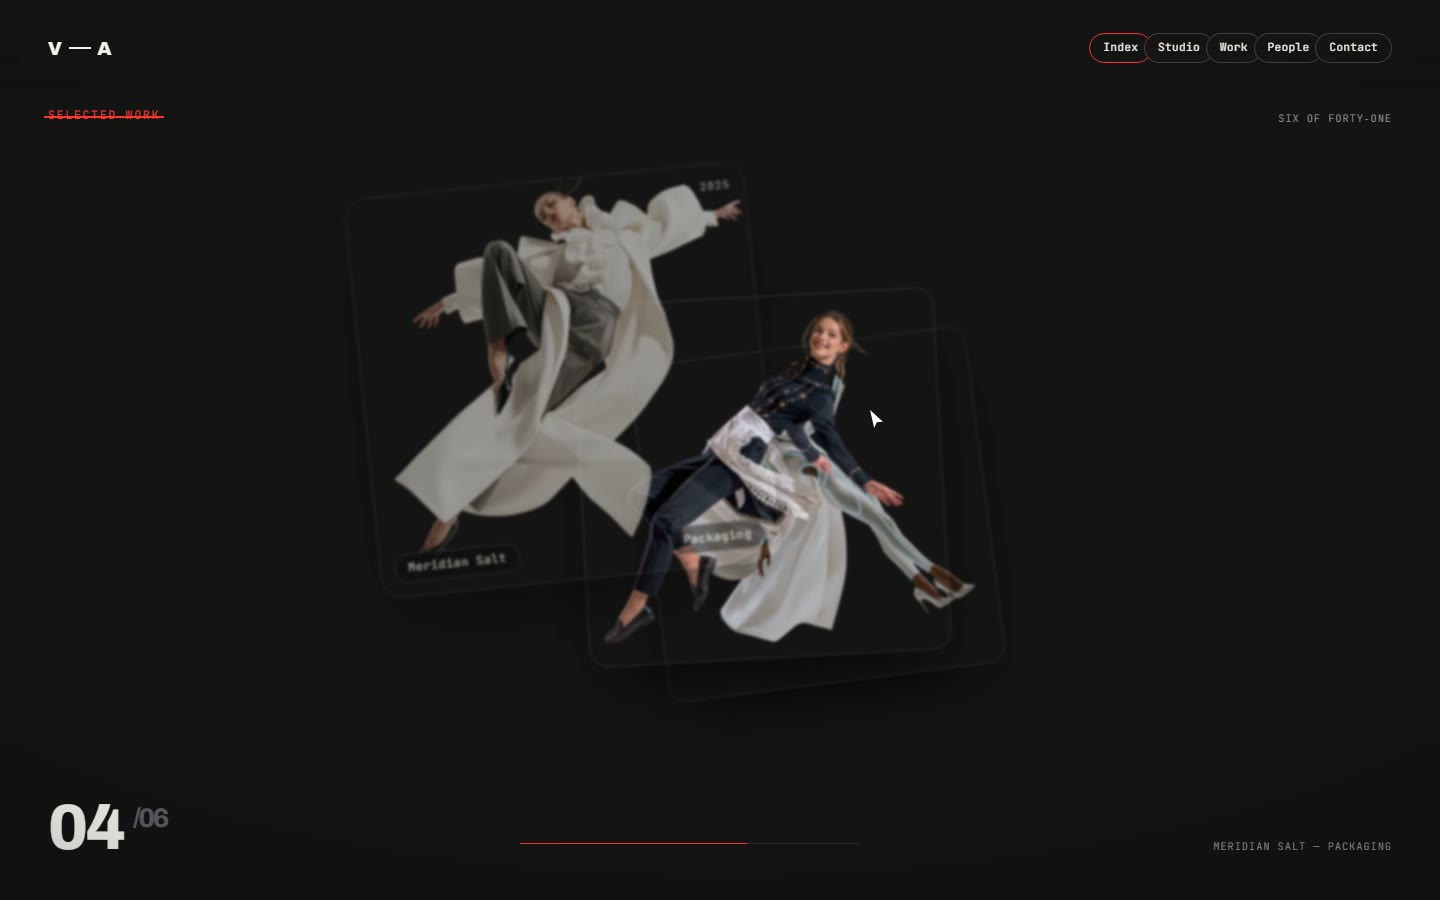 V — A
Index
Studio
Work
People
Contact
SELECTED WORK
SIX OF FORTY-ONE
2025
Packaging
Meridian Salt
04 /06
MERIDIAN SALT — PACKAGING